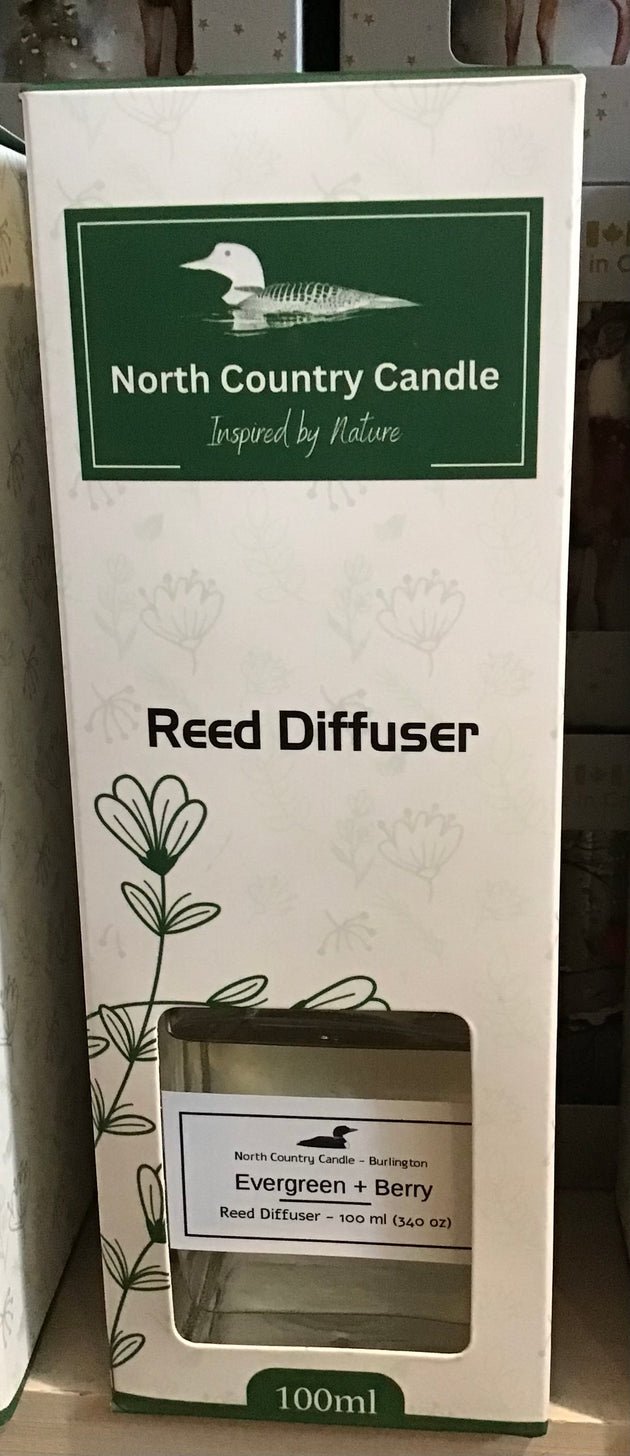 North Country Candle
Inspired by Nature
Reed Diffuser
North Country Candle - Burlington
Evergreen + Berry
Reed Diffuser - 100 ml (340 oz)
100ml
in